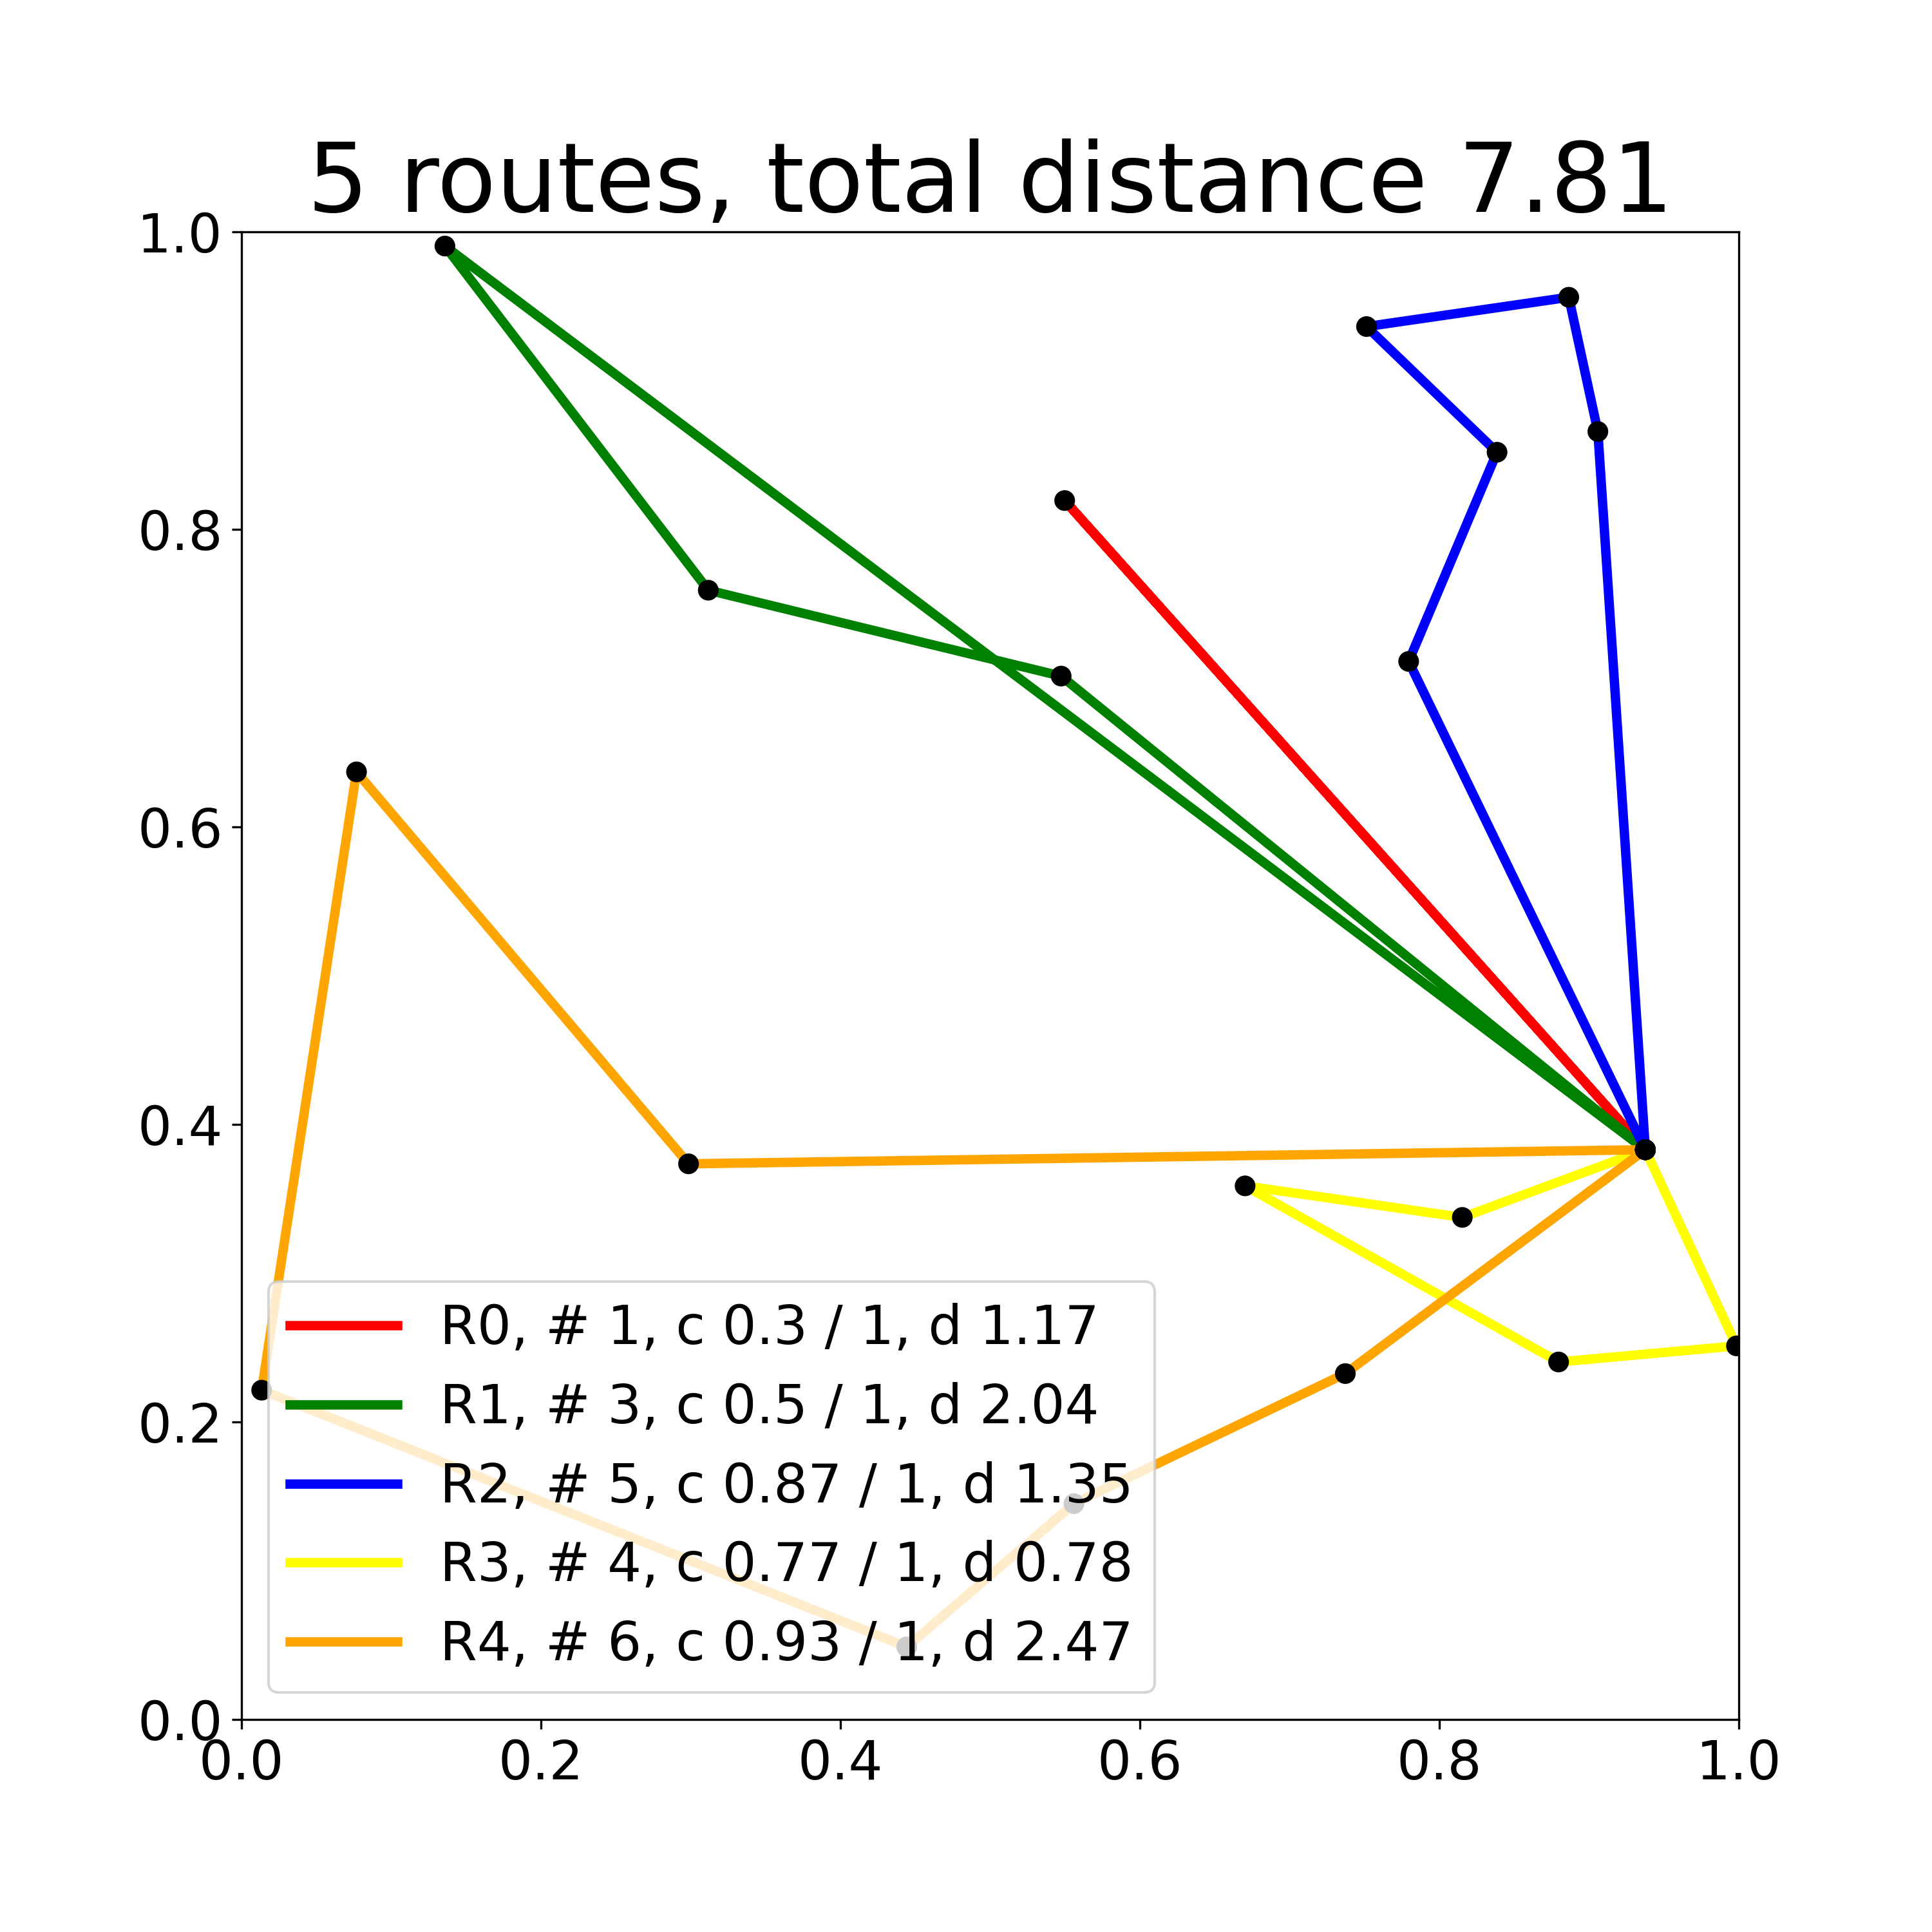 5 routes, total distance 7.81
1.0
0.8
0.6
0.4
0.2
0.0
R0, # 1, c 0.3 / 1, d 1.17
R1, # 3, c 0.5 / 1, d 2.04
R2, # 5, c 0.87 / 1, d 1.35
R3, # 4, c 0.77 / 1, d 0.78
R4, # 6, c 0.93 / 1, d 2.47
0.0 0.2 0.4 0.6 0.8 1.0